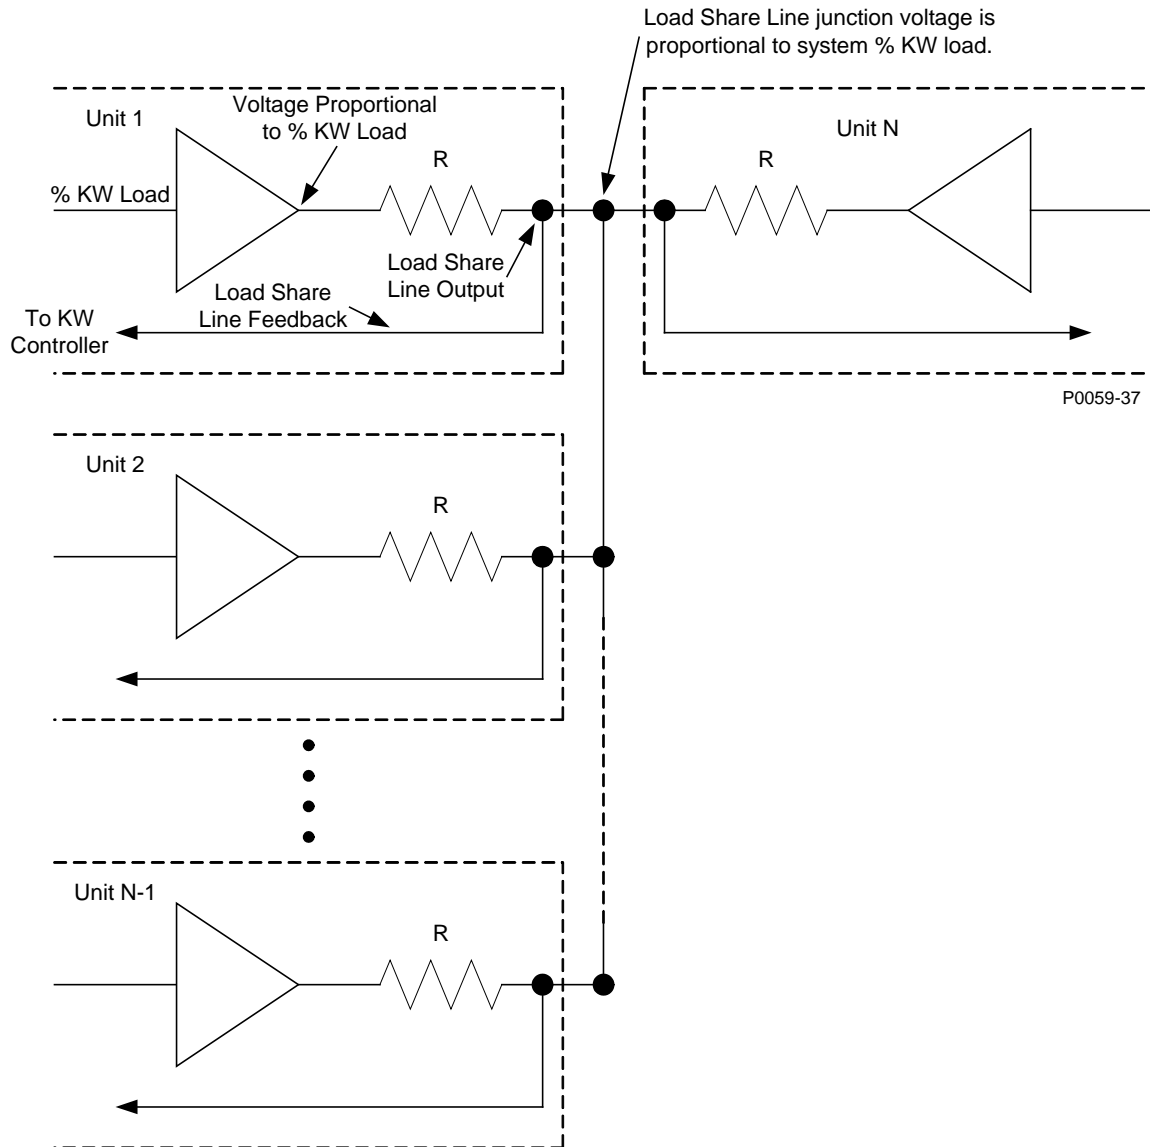 Load Share Line junction voltage is
proportional to system % KW load.
Unit 1
Voltage Proportional
to % KW Load
R
% KW Load
Load Share
Line Output
Load Share
Line Feedback
To KW
Controller
Unit N
R
P0059-37
Unit 2
R
Unit N-1
R